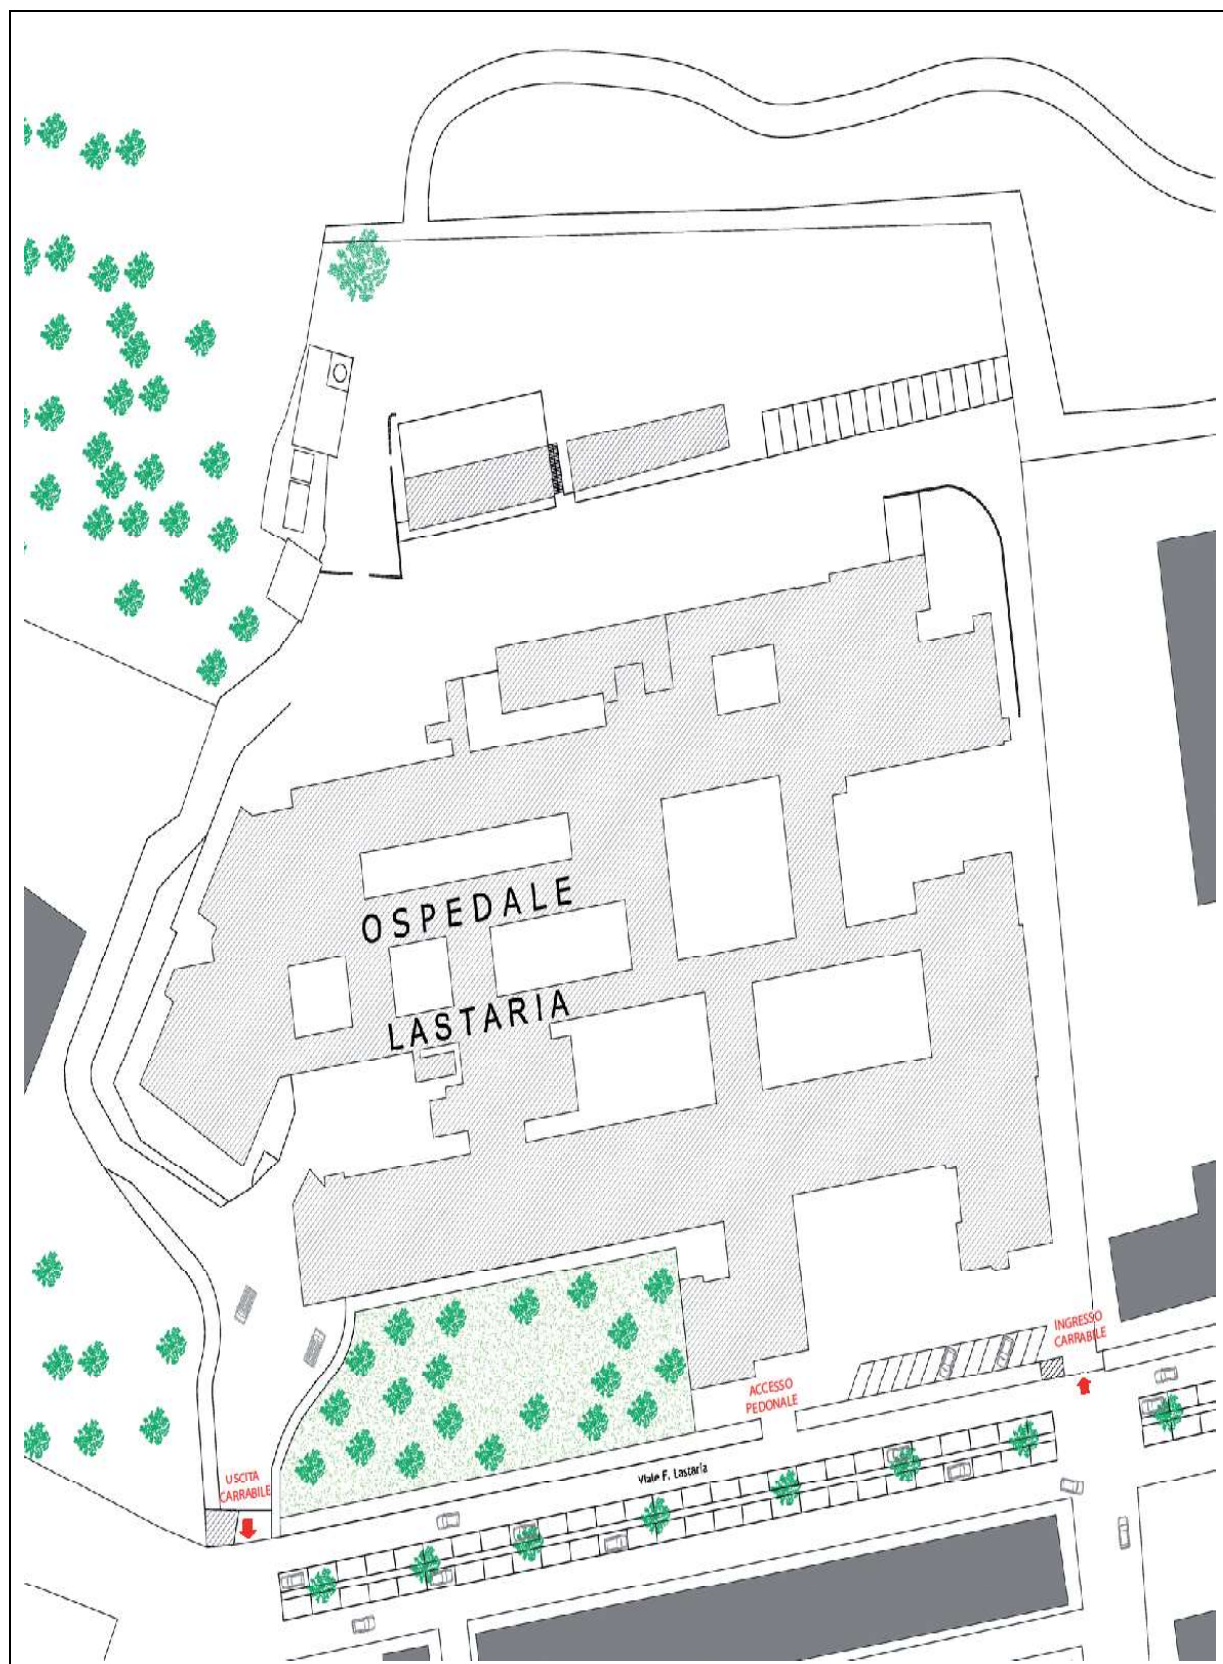 OSPEDALE
LASTARIA
INGRESSO
CARRABILE
ACCESSO
PEDONALE
Viale F. Lastaria
USCITA
CARRABILE